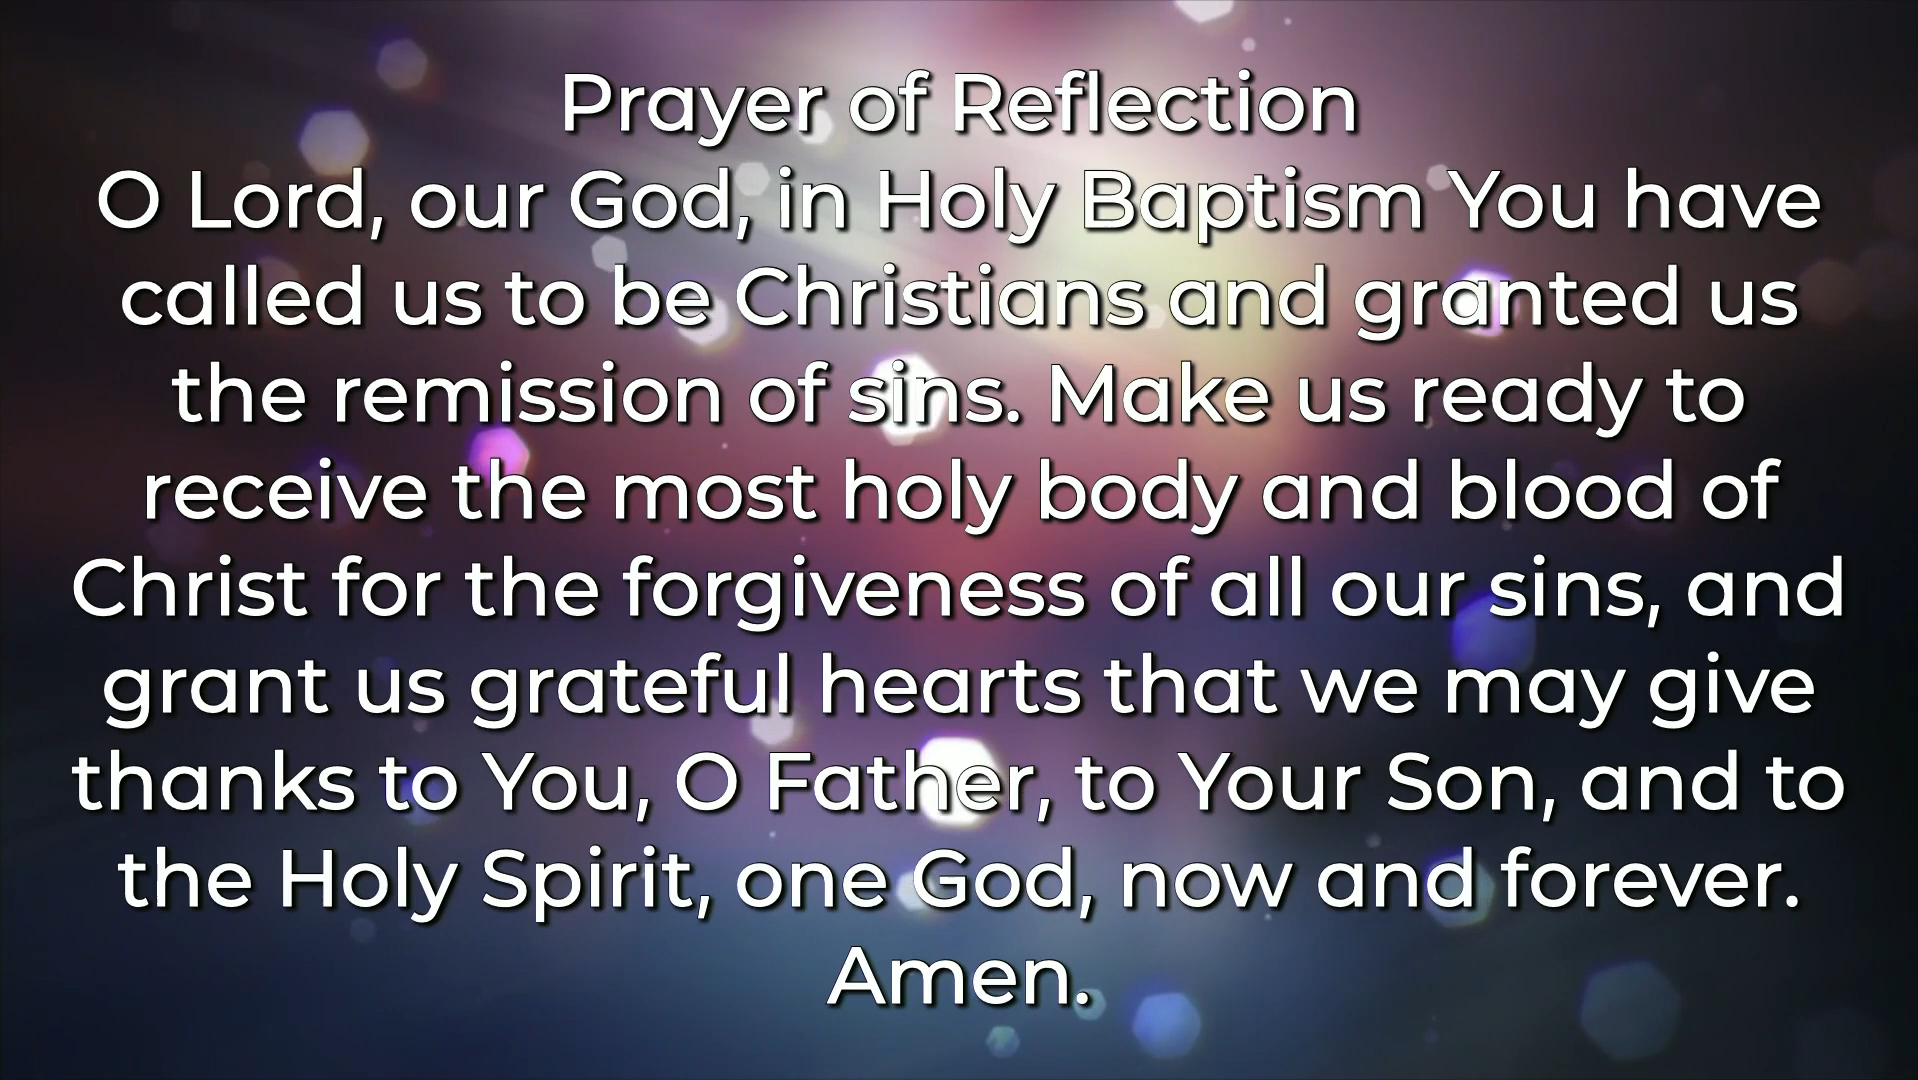 Prayer of Reflection
O Lord, our God, in Holy Baptism You have
called us to be Christians and granted us
the remission of sins. Make us ready to
receive the most holy body and blood of
Christ for the forgiveness of all our sins, and
grant us grateful hearts that we may give
thanks to You, O Father, to Your Son, and to
the Holy Spirit, one God, now and forever.
Amen.